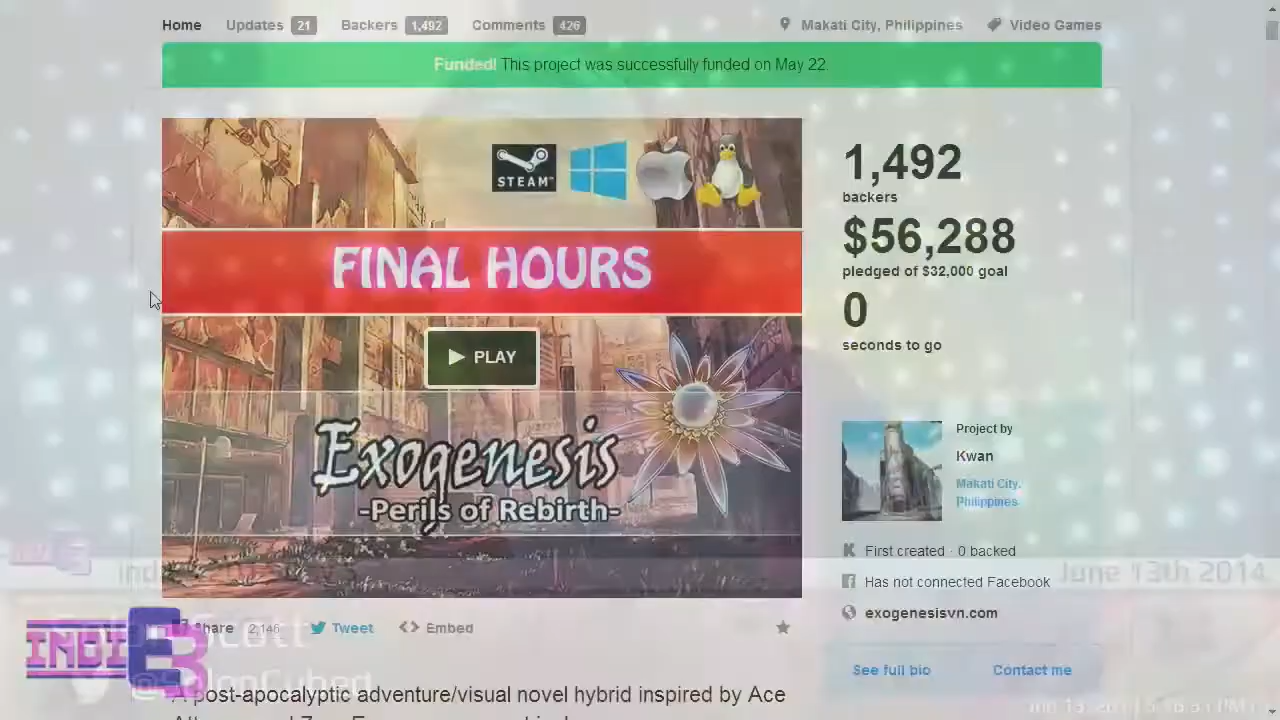 Home Updates 21 Backers 1,492 Comments 426 Makati City, Philippines Video Games
Funded! This project was successfully funded on May 22.
STEAM™
FINAL HOURS
PLAY
Exogenesis
-Perils of Rebirth-
1,492
backers
$56,288
pledged of $32,000 goal
0
seconds to go
Project by
Kwan
Makati City,
Philippines
First created · 0 backed
Has not connected Facebook
exogenesisvn.com
See full bio Contact me
June 13th 2014
INDIE3
Share 2,146 Tweet Embed
Scott
A post-apocalyptic adventure/visual novel hybrid inspired by Ace